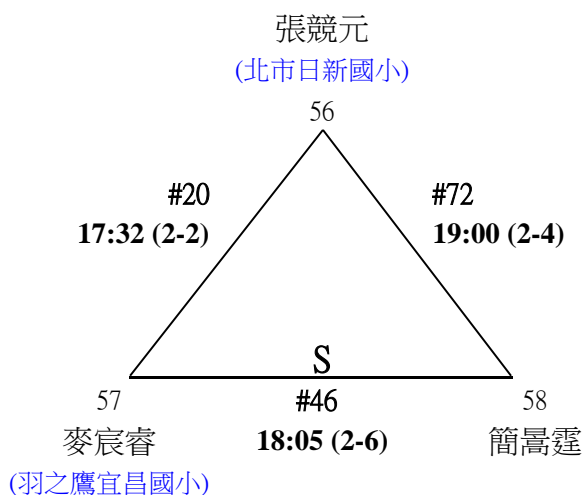 張競元
(北市日新國小)
56
#20
17:32 (2-2)
#72
19:00 (2-4)
S
57
#46
58
麥宸睿
18:05 (2-6)
簡暠霆
(羽之鷹宜昌國小)